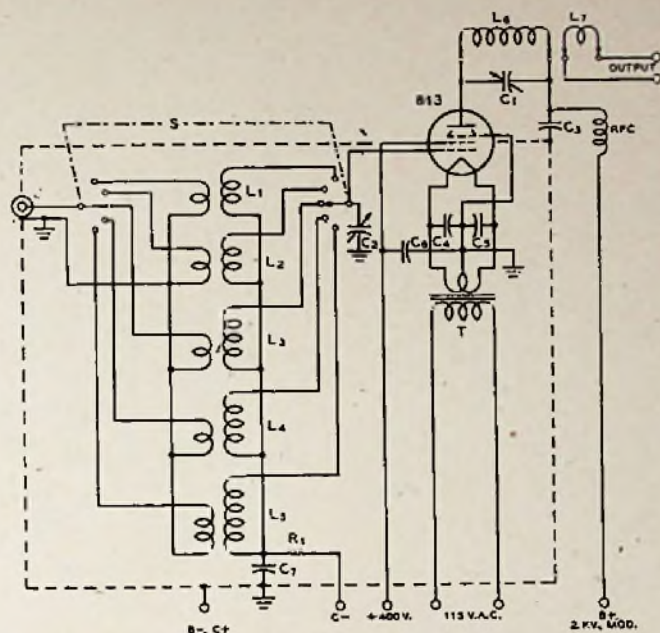 L6
L7
OUTPUT
C1
813
S
C3
RFC
L1
C2
L2
C6
C4
C5
L3
T
L4
L5
R1
C7
B-, C+
C-
+400V.
115 V.A.C.
B+
2 KV., MOD.